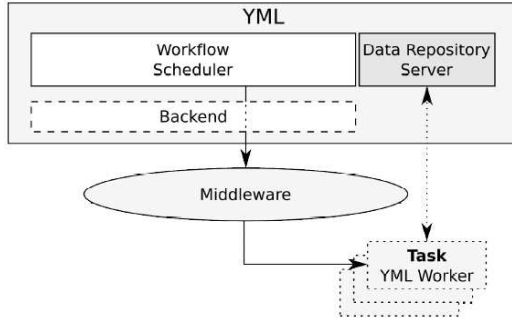 YML
Workflow
Scheduler
Data Repository
Server
Backend
Middleware
Task
YML Worker